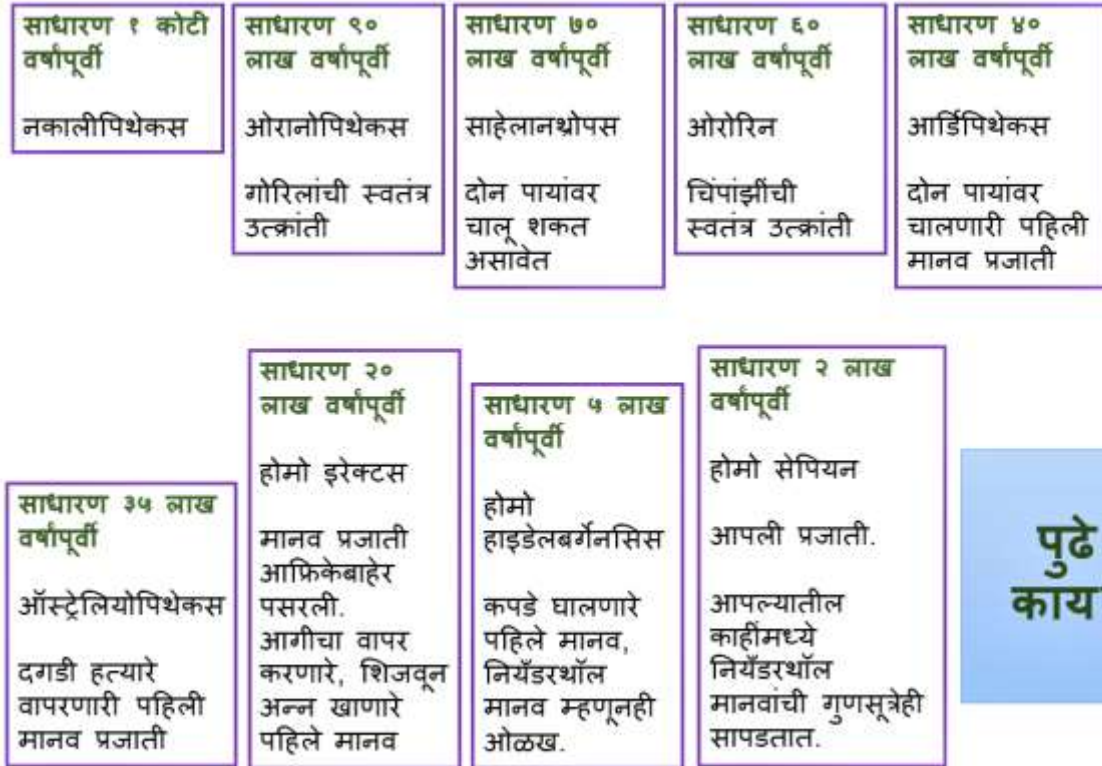 साधारण १ कोटी
वर्षांपूर्वी
नकालीपिथेकस
साधारण ९०
लाख वर्षांपूर्वी
ओरानोपिथेकस
गोरिलांची स्वतंत्र
उत्क्रांती
साधारण ७०
लाख वर्षांपूर्वी
साहेलानथ्रोपस
दोन पायांवर
चालू शकत
असावेत
साधारण ६०
लाख वर्षांपूर्वी
ओरोरिन
चिंपांझींची
स्वतंत्र उत्क्रांती
साधारण ४०
लाख वर्षांपूर्वी
आर्डिपिथेकस
दोन पायांवर
चालणारी पहिली
मानव प्रजाती
साधारण ३५ लाख
वर्षांपूर्वी
ऑस्ट्रेलियोपिथेकस
दगडी हत्यारे
वापरणारी पहिली
मानव प्रजाती
साधारण २०
लाख वर्षांपूर्वी
होमो इरेक्टस
मानव प्रजाती
आफ्रिकेबाहेर
पसरली.
आगीचा वापर
करणारे, शिजवून
अन्न खाणारे
पहिले मानव
साधारण ५ लाख
वर्षांपूर्वी
होमो
हाइडेलबर्गेनसिस
कपडे घालणारे
पहिले मानव,
नियँडरथॉल
मानव म्हणूनही
ओळख.
साधारण २ लाख
वर्षांपूर्वी
होमो सेपियन
आपली प्रजाती.
आपल्यातील
काहींमध्ये
नियँडरथॉल
मानवांची गुणसूत्रेही
सापडतात.
पुढे
काय